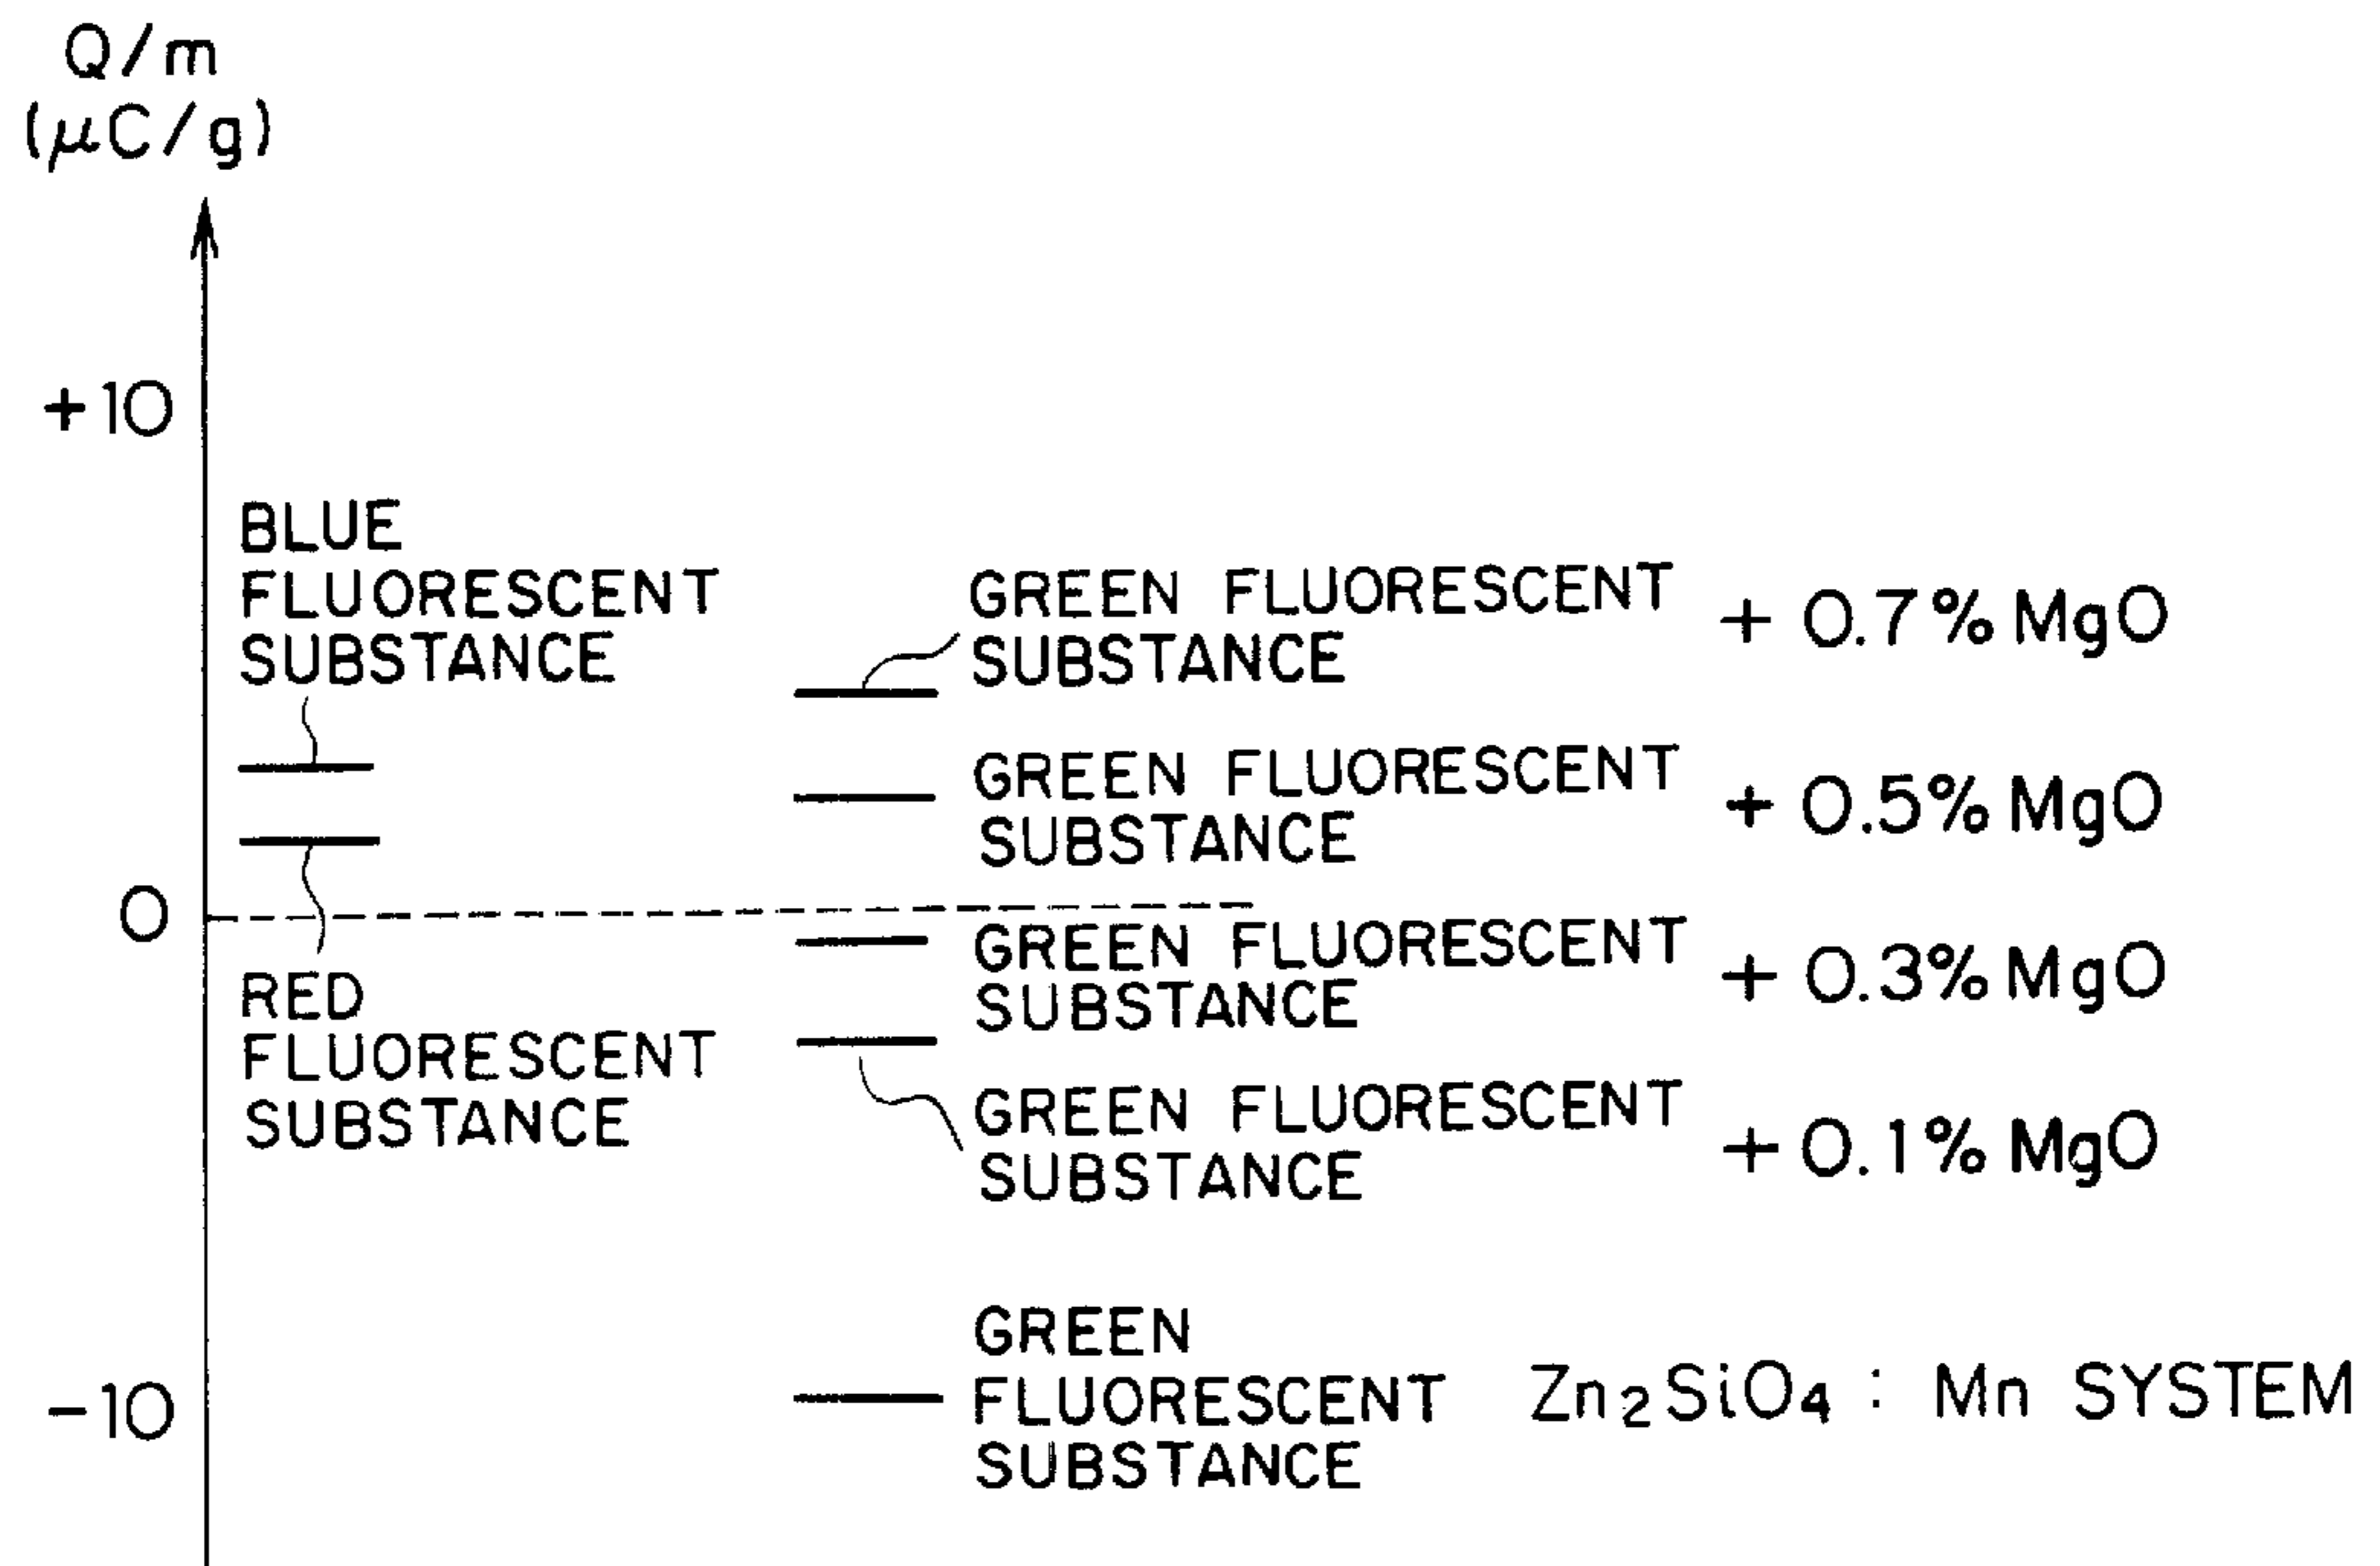 Q/m
(μC/g)
+10
BLUE
FLUORESCENT
SUBSTANCE
GREEN FLUORESCENT
SUBSTANCE
+ 0.7% MgO
GREEN FLUORESCENT
SUBSTANCE
+ 0.5% MgO
0
RED
FLUORESCENT
SUBSTANCE
GREEN FLUORESCENT
SUBSTANCE
+ 0.3% MgO
GREEN FLUORESCENT
SUBSTANCE
+ 0.1% MgO
-10
GREEN
FLUORESCENT
SUBSTANCE
Zn₂SiO₄ : Mn SYSTEM